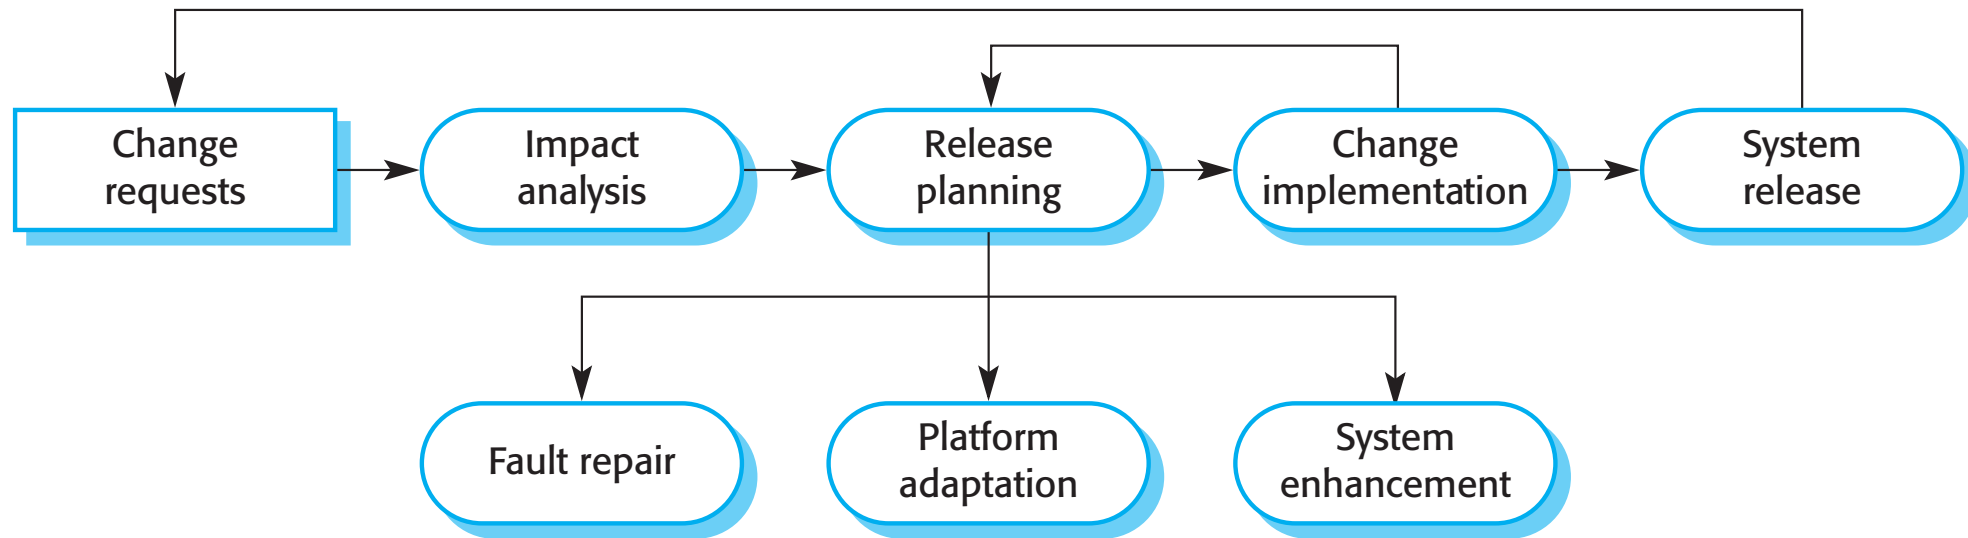 Change
requests
Impact
analysis
Release
planning
Change
implementation
System
release
Fault repair
Platform
adaptation
System
enhancement